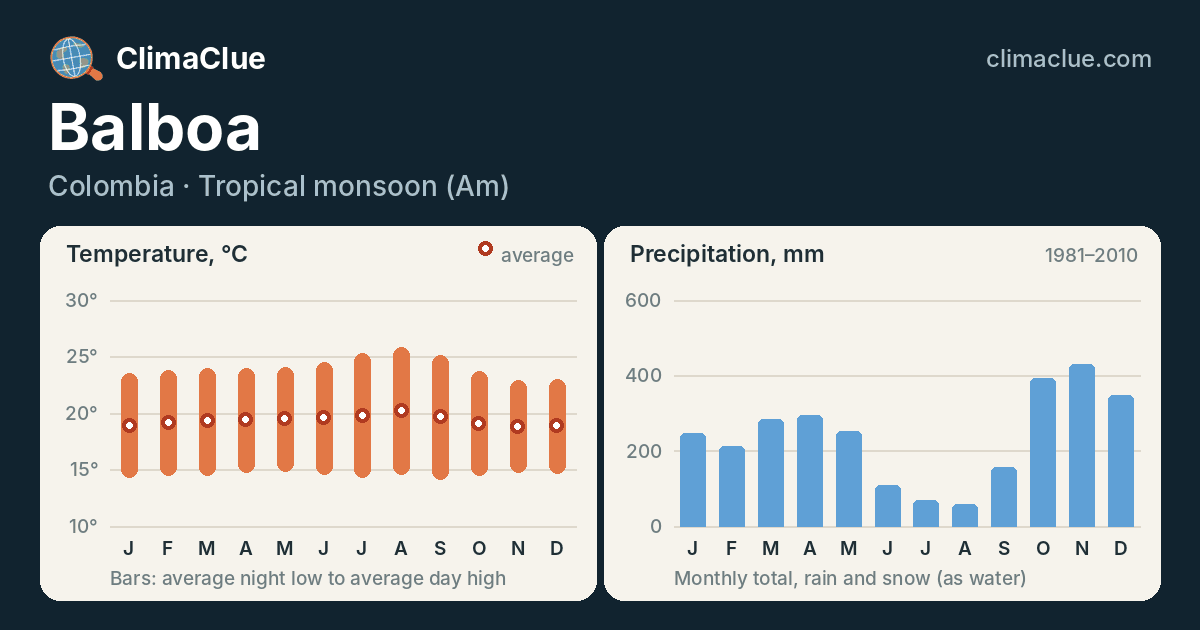 ClimaClue
climaclue.com
Balboa
Colombia · Tropical monsoon (Am)
Temperature, °C
average
30°
25°
20°
15°
10°
J F M A M J J A S O N D
Bars: average night low to average day high
Precipitation, mm
1981–2010
600
400
200
0
J F M A M J J A S O N D
Monthly total, rain and snow (as water)